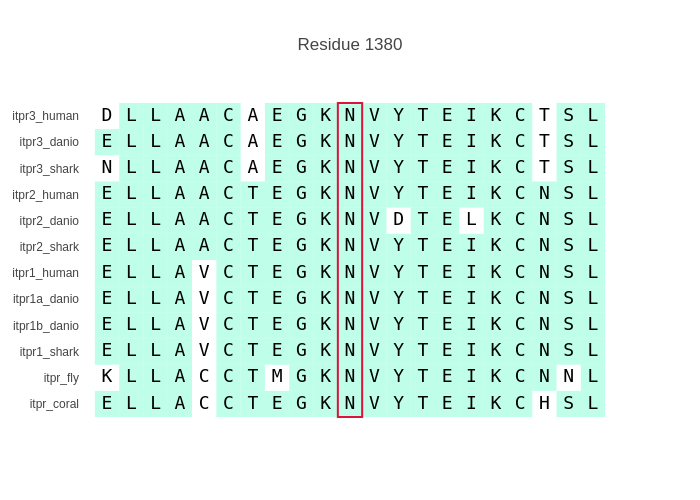 Residue 1380
itpr3_human D L L A A C A E G K N V Y T E I K C T S L
itpr3_danio E L L A A C A E G K N V Y T E I K C T S L
itpr3_shark N L L A A C A E G K N V Y T E I K C T S L
itpr2_human E L L A A C T E G K N V Y T E I K C N S L
itpr2_danio E L L A A C T E G K N V D T E L K C N S L
itpr2_shark E L L A A C T E G K N V Y T E I K C N S L
itpr1_human E L L A V C T E G K N V Y T E I K C N S L
itpr1a_danio E L L A V C T E G K N V Y T E I K C N S L
itpr1b_danio E L L A V C T E G K N V Y T E I K C N S L
itpr1_shark E L L A V C T E G K N V Y T E I K C N S L
itpr_fly K L L A C C T M G K N V Y T E I K C N N L
itpr_coral E L L A C C T E G K N V Y T E I K C H S L